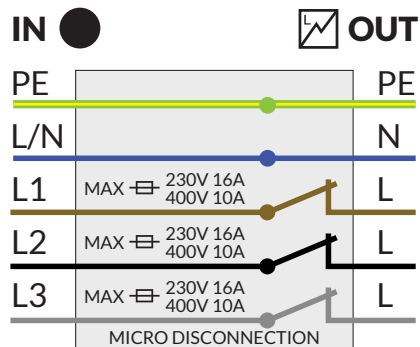 IN OUT
L
PE PE
L/N N
L1 MAX 230V 16A L
400V 10A
L2 MAX 230V 16A L
400V 10A
L3 MAX 230V 16A L
400V 10A
MICRO DISCONNECTION